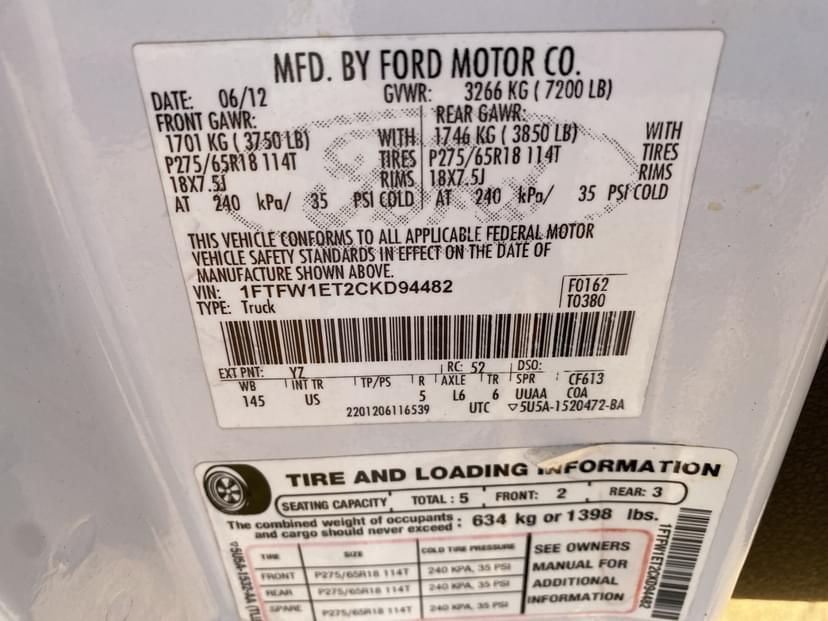 MFD. BY FORD MOTOR CO.
DATE: 06/12 GVWR: 3266 KG ( 7200 LB)
FRONT GAWR: REAR GAWR:
1701 KG ( 3750 LB) WITH 1746 KG ( 3850 LB) WITH
P275/65R18 114T TIRES P275/65R18 114T TIRES
18X7.5J RIMS 18X7.5J RIMS
AT 240 kPa/ 35 PSI COLD AT 240 kPa/ 35 PSI COLD
THIS VEHICLE CONFORMS TO ALL APPLICABLE FEDERAL MOTOR
VEHICLE SAFETY STANDARDS IN EFFECT ON THE DATE OF
MANUFACTURE SHOWN ABOVE.
VIN: 1FTFW1ET2CKD94482 F0162
TYPE: Truck T0380
EXT PNT: YZ RC: 52 DSO:
WB INT TR TP/PS R AXLE TR SPR CF613
145 US 5 L6 6 UUAA COA
2201206116539 UTC ▽5U5A-1520472-BA
TIRE AND LOADING INFORMATION
SEATING CAPACITY TOTAL : 5 FRONT: 2 REAR: 3
The combined weight of occupants : 634 kg or 1398 lbs.
and cargo should never exceed
TIRE SIZE COLD TIRE PRESSURE SEE OWNERS
FRONT P275/65R18 114T 240 KPA, 35 PSI MANUAL FOR
REAR P275/65R18 114T 240 KPA, 35 PSI ADDITIONAL
SPARE P275/65R18 114T 240 KPA, 35 PSI INFORMATION
▽5U5A-1532-AA
1FTFW1ET2CKD94482